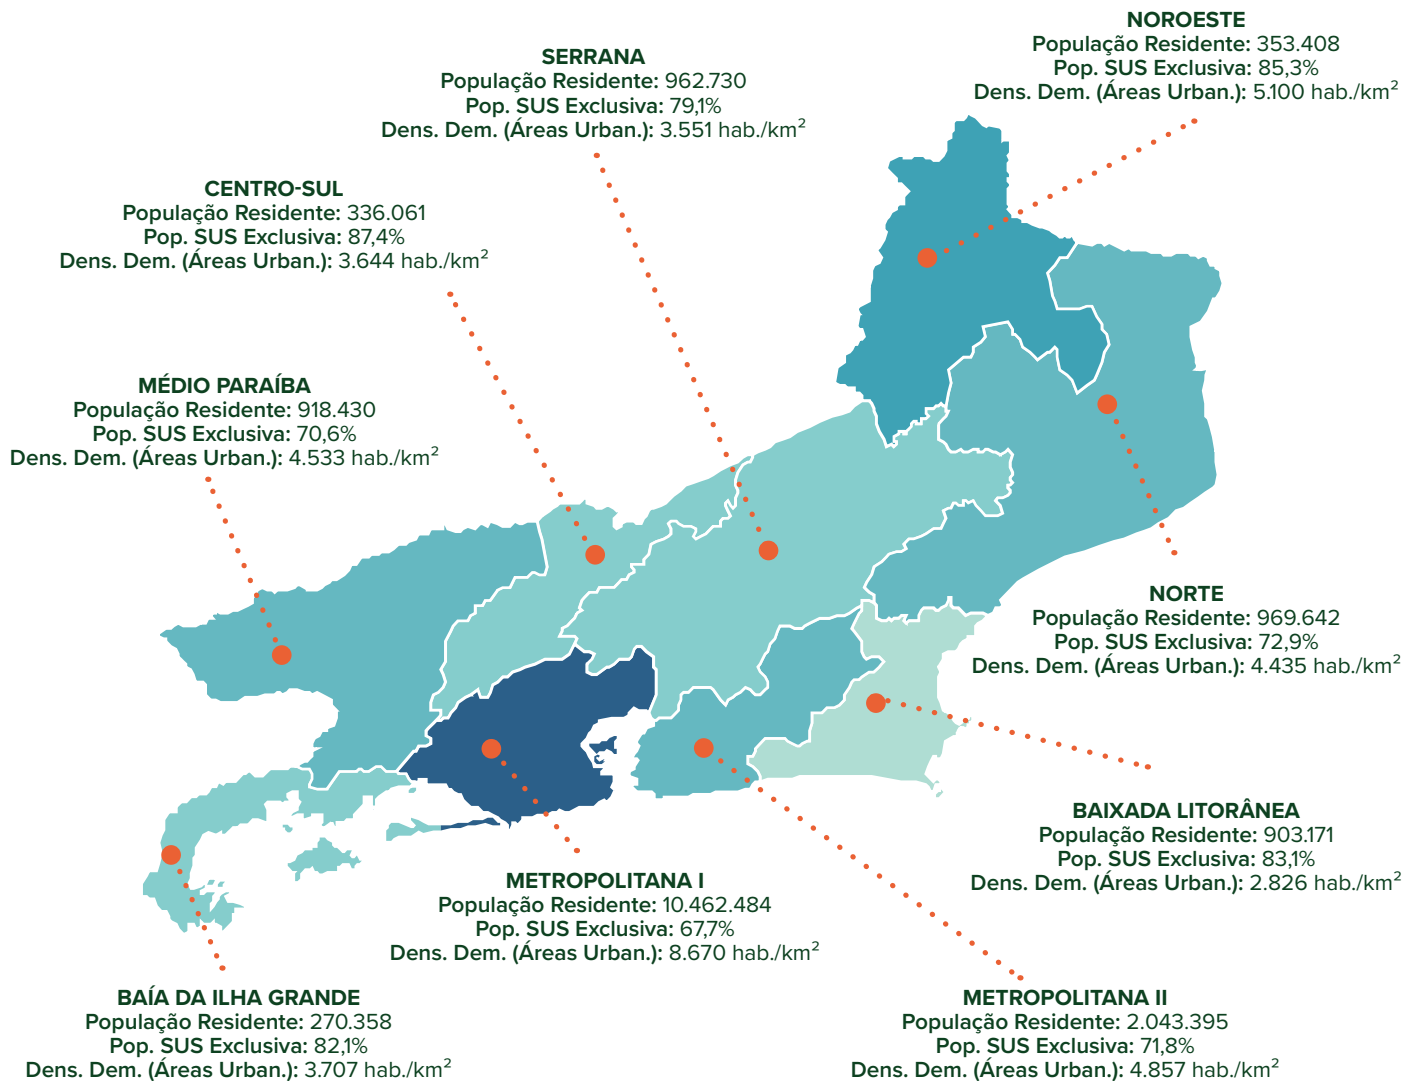 NOROESTE
População Residente: 353.408
Pop. SUS Exclusiva: 85,3%
Dens. Dem. (Áreas Urban.): 5.100 hab./km²
SERRANA
População Residente: 962.730
Pop. SUS Exclusiva: 79,1%
Dens. Dem. (Áreas Urban.): 3.551 hab./km²
CENTRO-SUL
População Residente: 336.061
Pop. SUS Exclusiva: 87,4%
Dens. Dem. (Áreas Urban.): 3.644 hab./km²
MÉDIO PARAÍBA
População Residente: 918.430
Pop. SUS Exclusiva: 70,6%
Dens. Dem. (Áreas Urban.): 4.533 hab./km²
NORTE
População Residente: 969.642
Pop. SUS Exclusiva: 72,9%
Dens. Dem. (Áreas Urban.): 4.435 hab./km²
BAIXADA LITORÂNEA
População Residente: 903.171
Pop. SUS Exclusiva: 83,1%
Dens. Dem. (Áreas Urban.): 2.826 hab./km²
METROPOLITANA I
População Residente: 10.462.484
Pop. SUS Exclusiva: 67,7%
Dens. Dem. (Áreas Urban.): 8.670 hab./km²
BAÍA DA ILHA GRANDE
População Residente: 270.358
Pop. SUS Exclusiva: 82,1%
Dens. Dem. (Áreas Urban.): 3.707 hab./km²
METROPOLITANA II
População Residente: 2.043.395
Pop. SUS Exclusiva: 71,8%
Dens. Dem. (Áreas Urban.): 4.857 hab./km²